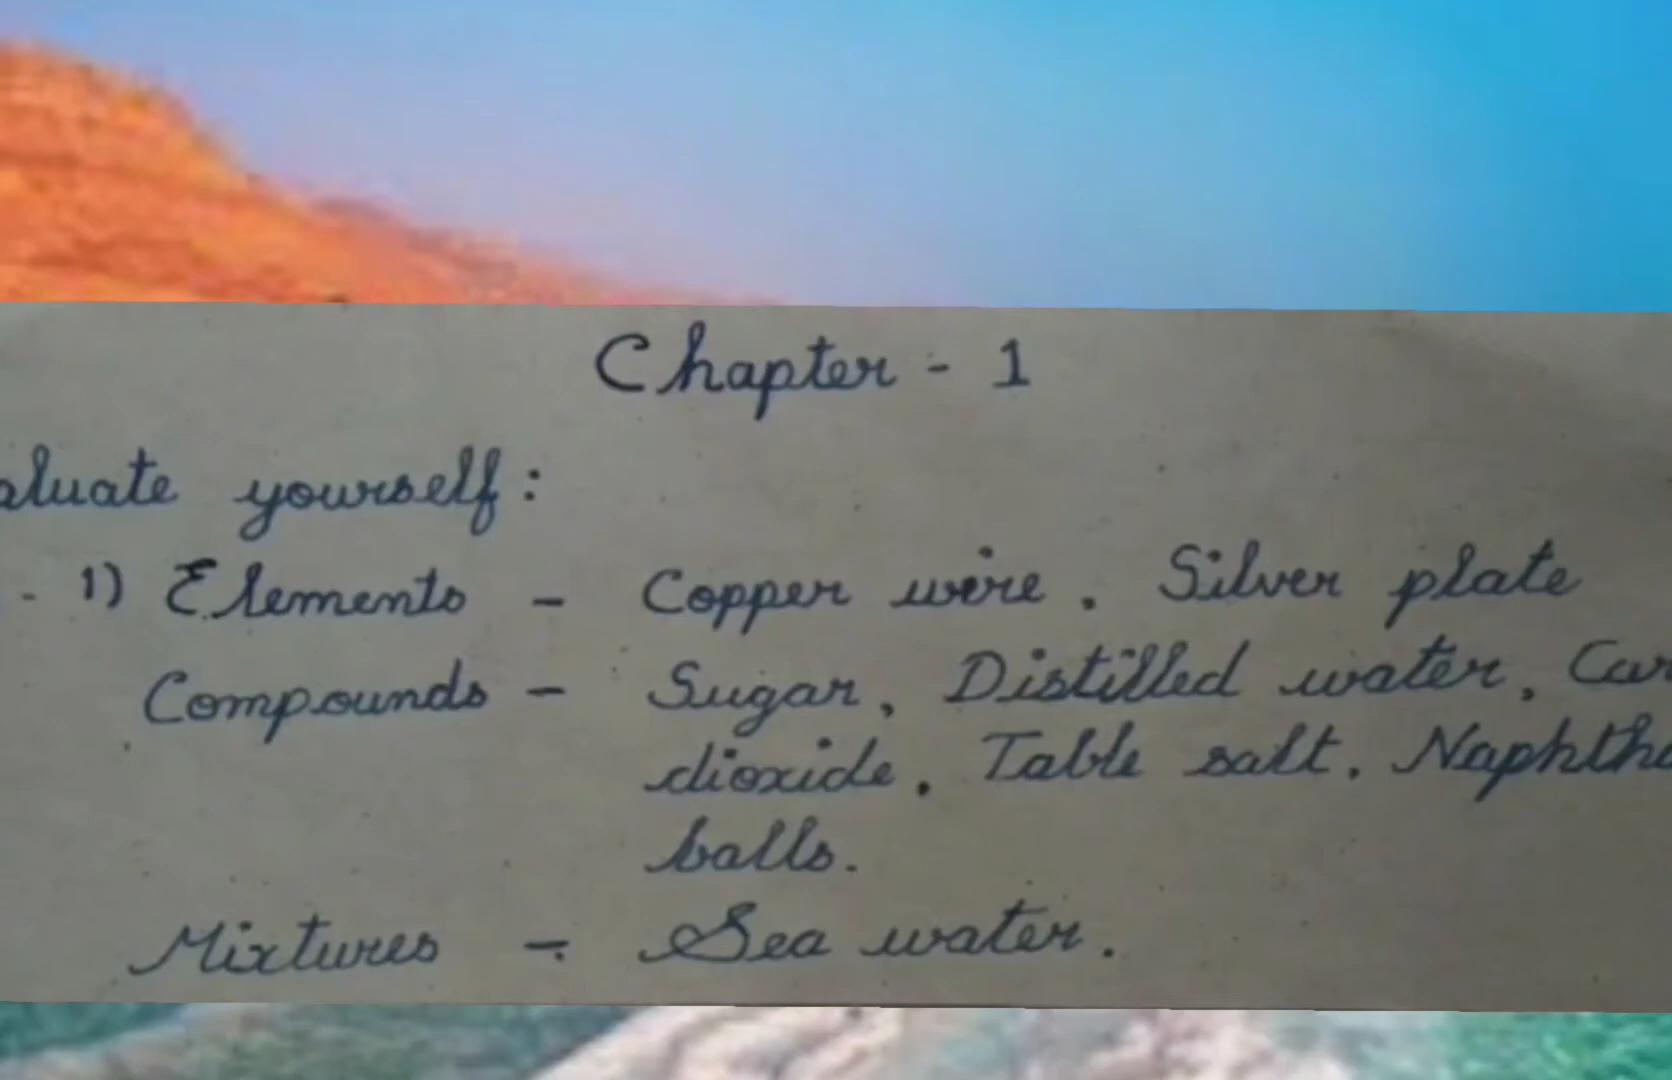 Chapter - 1
aluate yourself:
- 1) Elements - Copper wire, Silver plate
Compounds - Sugar, Distilled water, Car
dioxide, Table salt, Naphtha
balls.
Mixtures - Sea water.